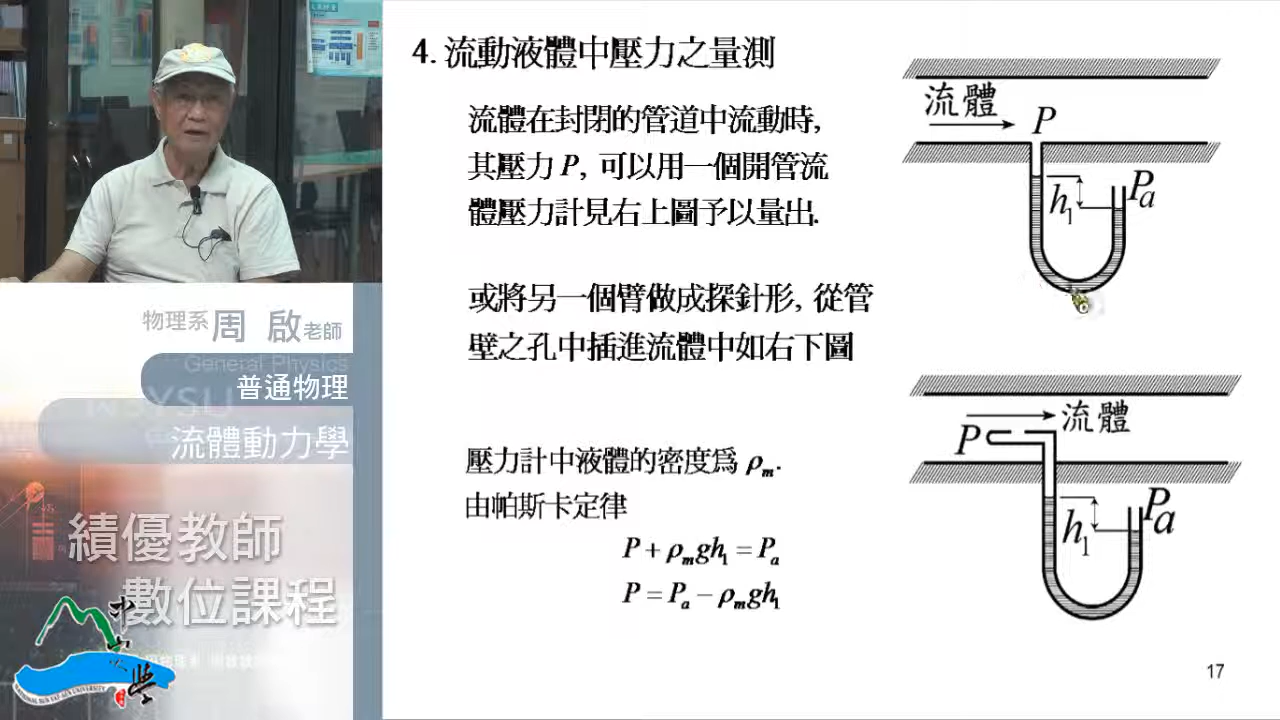 4. 流動液體中壓力之量測
流體在封閉的管道中流動時,
其壓力 P, 可以用一個開管流
體壓力計見右上圖予以量出.
或將另一個臂做成探針形, 從管
壁之孔中插進流體中如右下圖
壓力計中液體的密度爲 ρm.
由帕斯卡定律
P + ρmgh1 = Pa
P = Pa − ρmgh1
流體
P
h1
Pa
流體
P
h1
Pa
17
物理系 周 啟 老師
General Physics
普通物理
流體動力學
績優教師
數位課程